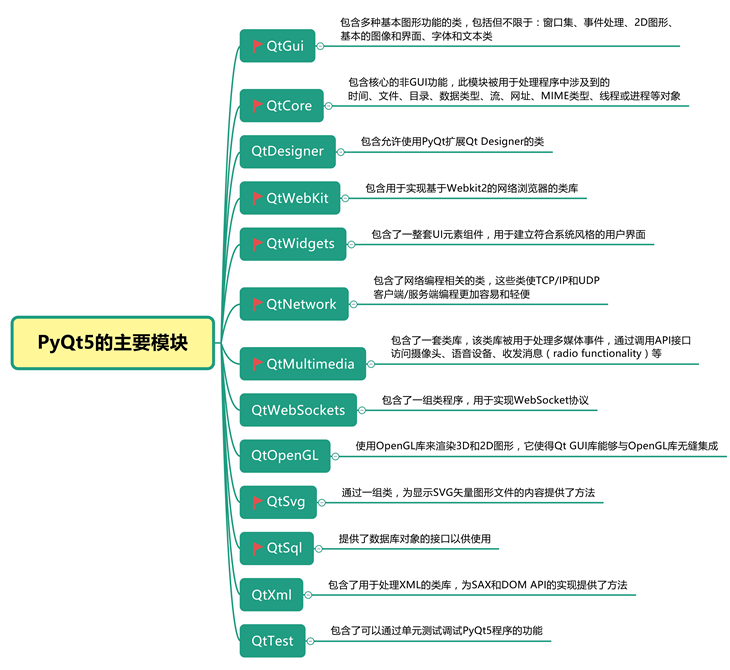 PyQt5的主要模块
QtGui
包含多种基本图形功能的类，包括但不限于：窗口集、事件处理、2D图形、
基本的图像和界面、字体和文本类
QtCore
包含核心的非GUI功能，此模块被用于处理程序中涉及到的
时间、文件、目录、数据类型、流、网址、MIME类型、线程或进程等对象
QtDesigner
包含允许使用PyQt扩展Qt Designer的类
QtWebKit
包含用于实现基于Webkit2的网络浏览器的类库
QtWidgets
包含了一整套UI元素组件，用于建立符合系统风格的用户界面
QtNetwork
包含了网络编程相关的类，这些类使TCP/IP和UDP
客户端/服务端编程更加容易和轻便
QtMultimedia
包含了一套类库，该类库被用于处理多媒体事件，通过调用API接口
访问摄像头、语音设备、收发消息（radio functionality）等
QtWebSockets
包含了一组类程序，用于实现WebSocket协议
QtOpenGL
使用OpenGL库来渲染3D和2D图形，它使得Qt GUI库能够与OpenGL库无缝集成
QtSvg
通过一组类，为显示SVG矢量图形文件的内容提供了方法
QtSql
提供了数据库对象的接口以供使用
QtXml
包含了用于处理XML的类库，为SAX和DOM API的实现提供了方法
QtTest
包含了可以通过单元测试调试PyQt5程序的功能